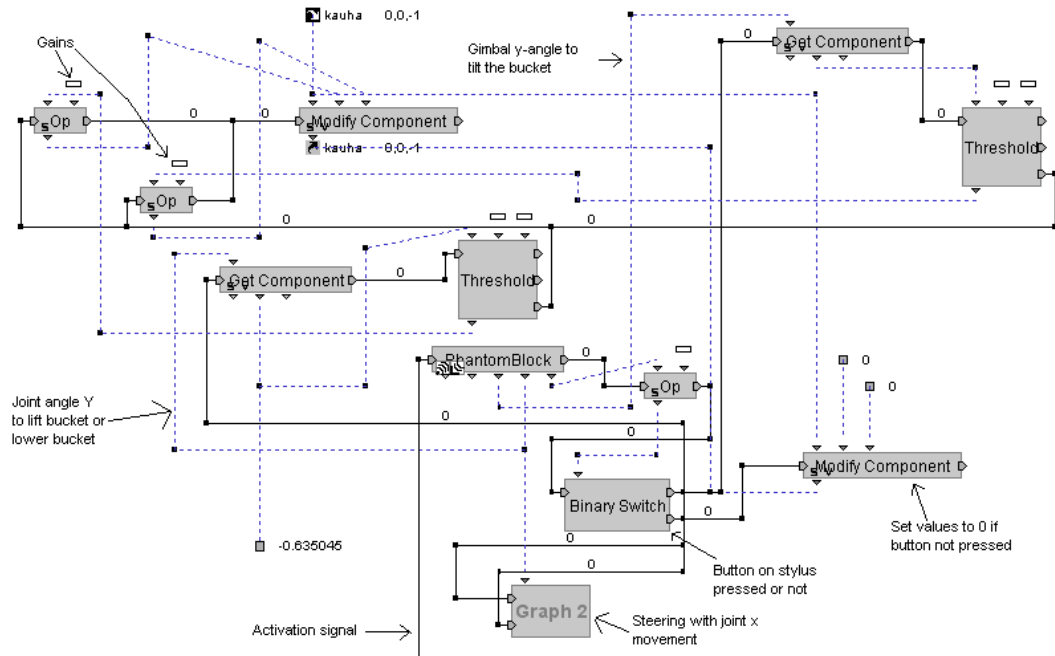 kauha 0,0,-1
Gains
Gimbal y-angle to
tilt the bucket
0
Get Component
0
Op
0
0
Modify Component
kauha 0,0,-1
Threshold
Op
0
0
Get Component
0
Threshold
PhantomBlock
0
Op
0
0
Joint angle Y
to lift bucket or
lower bucket
0
0
Modify Component
Binary Switch
0
Set values to 0 if
button not pressed
-0.635045
0
0
Button on stylus
pressed or not
Graph 2
Activation signal
Steering with joint x
movement